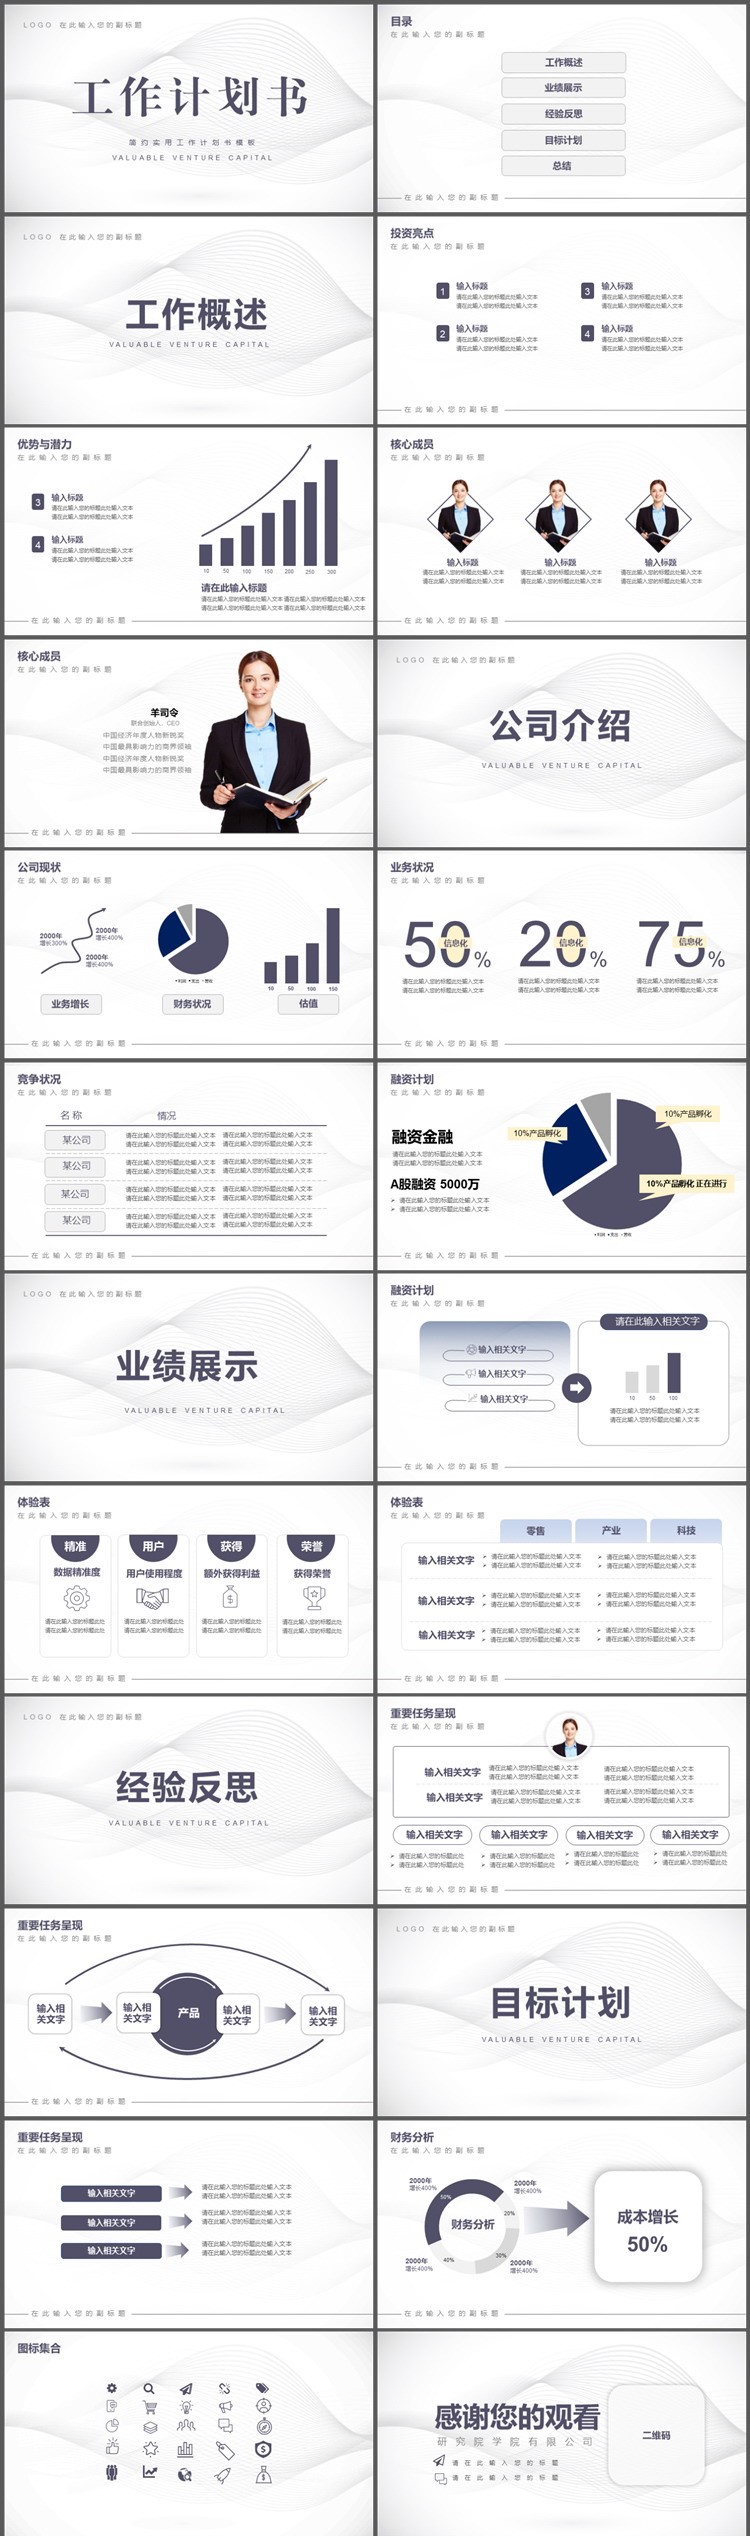 LOGO 在此输入您的副标题
工作计划书
简约实用工作计划书模板
VALUABLE VENTURE CAPITAL
目录
在此输入您的副标题
工作概述
业绩展示
经验反思
目标计划
总结
在此输入您的副标题
LOGO 在此输入您的副标题
工作概述
VALUABLE VENTURE CAPITAL
投资亮点
在此输入您的副标题
1 输入标题
请在此输入您的标题此处输入文本
请在此输入您的标题此处输入文本
3 输入标题
请在此输入您的标题此处输入文本
请在此输入您的标题此处输入文本
2 输入标题
请在此输入您的标题此处输入文本
请在此输入您的标题此处输入文本
4 输入标题
请在此输入您的标题此处输入文本
请在此输入您的标题此处输入文本
在此输入您的副标题
优势与潜力
在此输入您的副标题
3 输入标题
请在此输入您的标题此处输入文本
请在此输入您的标题此处输入文本
4 输入标题
请在此输入您的标题此处输入文本
请在此输入您的标题此处输入文本
10 50 100 150 200 250 300
请在此输入标题
请在此输入您的标题此处输入文本 请在此输入您的标题此处输入文本
请在此输入您的标题此处输入文本 请在此输入您的标题此处输入文本
在此输入您的副标题
核心成员
在此输入您的副标题
输入标题 输入标题 输入标题
请在此输入您的标题此处输入文本 请在此输入您的标题此处输入文本 请在此输入您的标题此处输入文本
请在此输入您的标题此处输入文本 请在此输入您的标题此处输入文本 请在此输入您的标题此处输入文本
在此输入您的副标题
核心成员
在此输入您的副标题
羊司令
联合创始人、CEO
中国经济年度人物新锐奖
中国最具影响力的商界领袖
中国经济年度人物新锐奖
中国最具影响力的商界领袖
在此输入您的副标题
LOGO 在此输入您的副标题
公司介绍
VALUABLE VENTURE CAPITAL
公司现状
在此输入您的副标题
2000年
增长300%
2000年
增长400%
2000年
增长400%
利润 支出 营收
10 50 100 150
业务增长 财务状况 估值
在此输入您的副标题
业务状况
在此输入您的副标题
50% 信息化
20% 信息化
75% 信息化
请在此输入您的标题此处输入文本 请在此输入您的标题此处输入文本 请在此输入您的标题此处输入文本
请在此输入您的标题此处输入文本 请在此输入您的标题此处输入文本 请在此输入您的标题此处输入文本
在此输入您的副标题
竞争状况
在此输入您的副标题
名称 情况
某公司
请在此输入您的标题此处输入文本 请在此输入您的标题此处输入文本
请在此输入您的标题此处输入文本 请在此输入您的标题此处输入文本
某公司
请在此输入您的标题此处输入文本 请在此输入您的标题此处输入文本
请在此输入您的标题此处输入文本 请在此输入您的标题此处输入文本
某公司
请在此输入您的标题此处输入文本 请在此输入您的标题此处输入文本
请在此输入您的标题此处输入文本 请在此输入您的标题此处输入文本
某公司
请在此输入您的标题此处输入文本 请在此输入您的标题此处输入文本
请在此输入您的标题此处输入文本 请在此输入您的标题此处输入文本
在此输入您的副标题
融资计划
在此输入您的副标题
融资金融
请在此输入您的标题此处输入文本
请在此输入您的标题此处输入文本
A股融资 5000万
请在此输入您的标题此处输入文本
请在此输入您的标题此处输入文本
10%产品孵化
10%产品孵化
10%产品孵化 正在进行
利润 支出 营收
在此输入您的副标题
LOGO 在此输入您的副标题
业绩展示
VALUABLE VENTURE CAPITAL
融资计划
在此输入您的副标题
输入相关文字
输入相关文字
输入相关文字
请在此输入相关文字
10 50 100
请在此输入您的标题此处输入文本
请在此输入您的标题此处输入文本
在此输入您的副标题
体验表
在此输入您的副标题
精准 用户 获得 荣誉
数据精准度 用户使用程度 额外获得利益 获得荣誉
请在此输入您的标题此处 请在此输入您的标题此处 请在此输入您的标题此处 请在此输入您的标题此处
请在此输入您的标题此处 请在此输入您的标题此处 请在此输入您的标题此处 请在此输入您的标题此处
在此输入您的副标题
体验表
在此输入您的副标题
零售 产业 科技
输入相关文字
请在此输入您的标题此处输入文本 请在此输入您的标题此处输入文本
请在此输入您的标题此处输入文本 请在此输入您的标题此处输入文本
输入相关文字
请在此输入您的标题此处输入文本 请在此输入您的标题此处输入文本
请在此输入您的标题此处输入文本 请在此输入您的标题此处输入文本
输入相关文字
请在此输入您的标题此处输入文本 请在此输入您的标题此处输入文本
请在此输入您的标题此处输入文本 请在此输入您的标题此处输入文本
在此输入您的副标题
LOGO 在此输入您的副标题
经验反思
VALUABLE VENTURE CAPITAL
重要任务呈现
在此输入您的副标题
输入相关文字
请在此输入您的标题此处输入文本 请在此输入您的标题此处输入文本
请在此输入您的标题此处输入文本 请在此输入您的标题此处输入文本
输入相关文字
请在此输入您的标题此处输入文本 请在此输入您的标题此处输入文本
请在此输入您的标题此处输入文本 请在此输入您的标题此处输入文本
输入相关文字 输入相关文字 输入相关文字 输入相关文字
请在此输入您的标题此处 请在此输入您的标题此处 请在此输入您的标题此处 请在此输入您的标题此处
请在此输入您的标题此处 请在此输入您的标题此处 请在此输入您的标题此处 请在此输入您的标题此处
在此输入您的副标题
重要任务呈现
在此输入您的副标题
输入相
关文字
输入相
关文字
产品
输入相
关文字
输入相
关文字
在此输入您的副标题
LOGO 在此输入您的副标题
目标计划
VALUABLE VENTURE CAPITAL
重要任务呈现
在此输入您的副标题
输入相关文字
请在此输入您的标题此处输入文本
请在此输入您的标题此处输入文本
输入相关文字
请在此输入您的标题此处输入文本
请在此输入您的标题此处输入文本
输入相关文字
请在此输入您的标题此处输入文本
请在此输入您的标题此处输入文本
在此输入您的副标题
财务分析
在此输入您的副标题
2000年
增长400%
2000年
增长400%
50%
20%
财务分析
40%
30%
2000年
增长400%
2000年
增长400%
成本增长
50%
在此输入您的副标题
图标集合
感谢您的观看
研究院学院有限公司
请在此输入您的标题
请在此输入您的标题
二维码